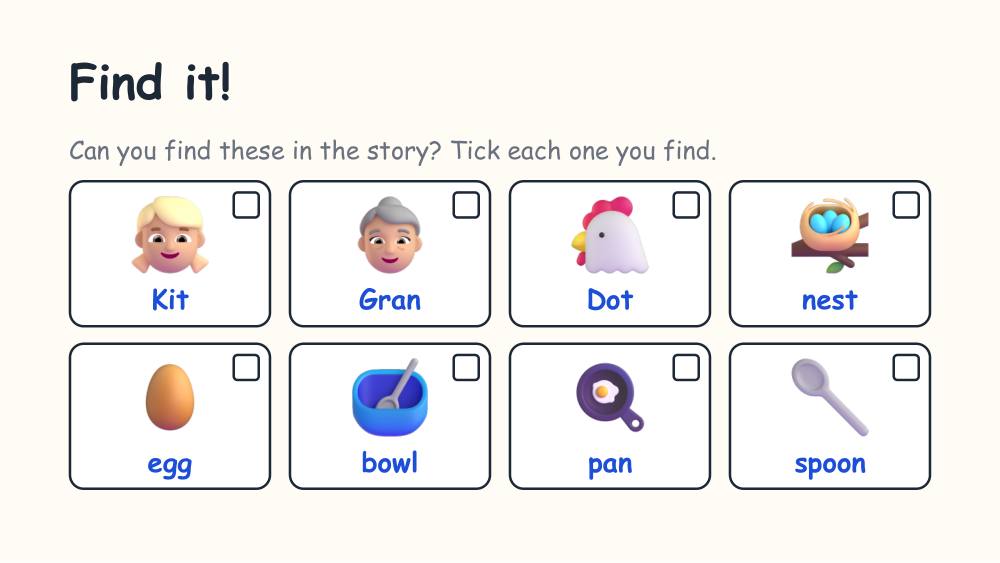 Find it!
Can you find these in the story? Tick each one you find.
Kit
Gran
Dot
nest
egg
bowl
pan
spoon